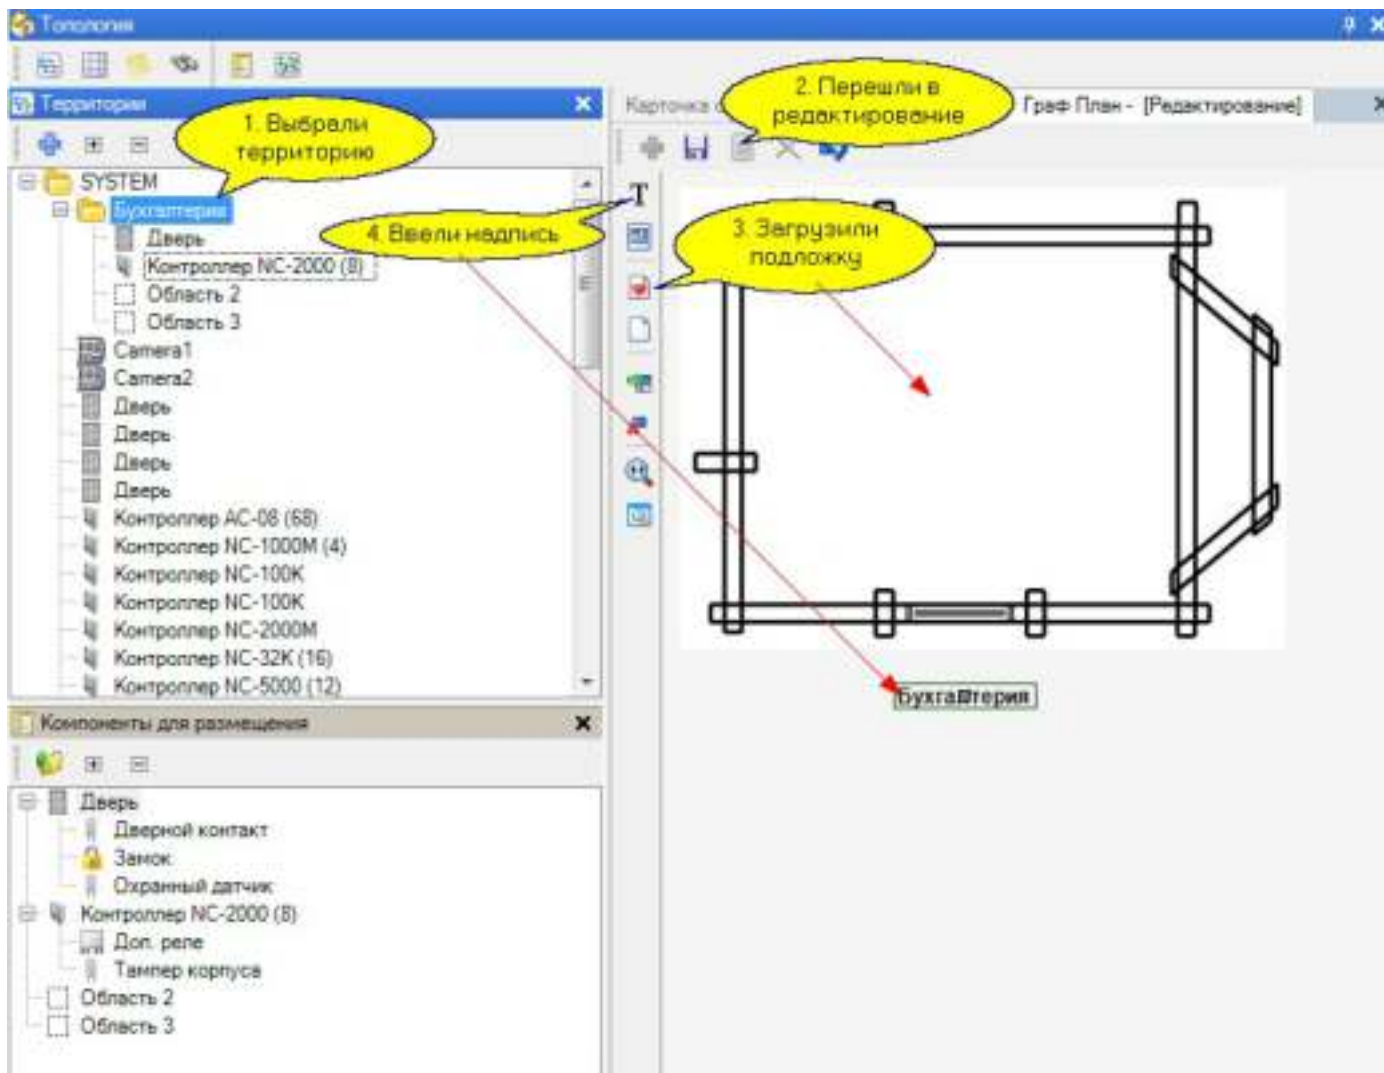 Топология
Территории
1. Выбрали
территорию
SYSTEM
Бухгалтерия
Дверь
Контроллер NC-2000 (8)
Область 2
Область 3
Camera1
Camera2
Дверь
Дверь
Дверь
Дверь
Контроллер AC-08 (68)
Контроллер NC-1000M (4)
Контроллер NC-100K
Контроллер NC-100K
Контроллер NC-2000M
Контроллер NC-32K (16)
Контроллер NC-5000 (12)
Компоненты для размещения
Дверь
Дверной контакт
Замок
Охранный датчик
Контроллер NC-2000 (8)
Доп. реле
Тампер корпуса
Область 2
Область 3
Карточка
2. Перешли в
редактирование
Граф План - [Редактирование]
T
4. Ввели надпись
3. Загрузили
подложку
Бухгалтерия